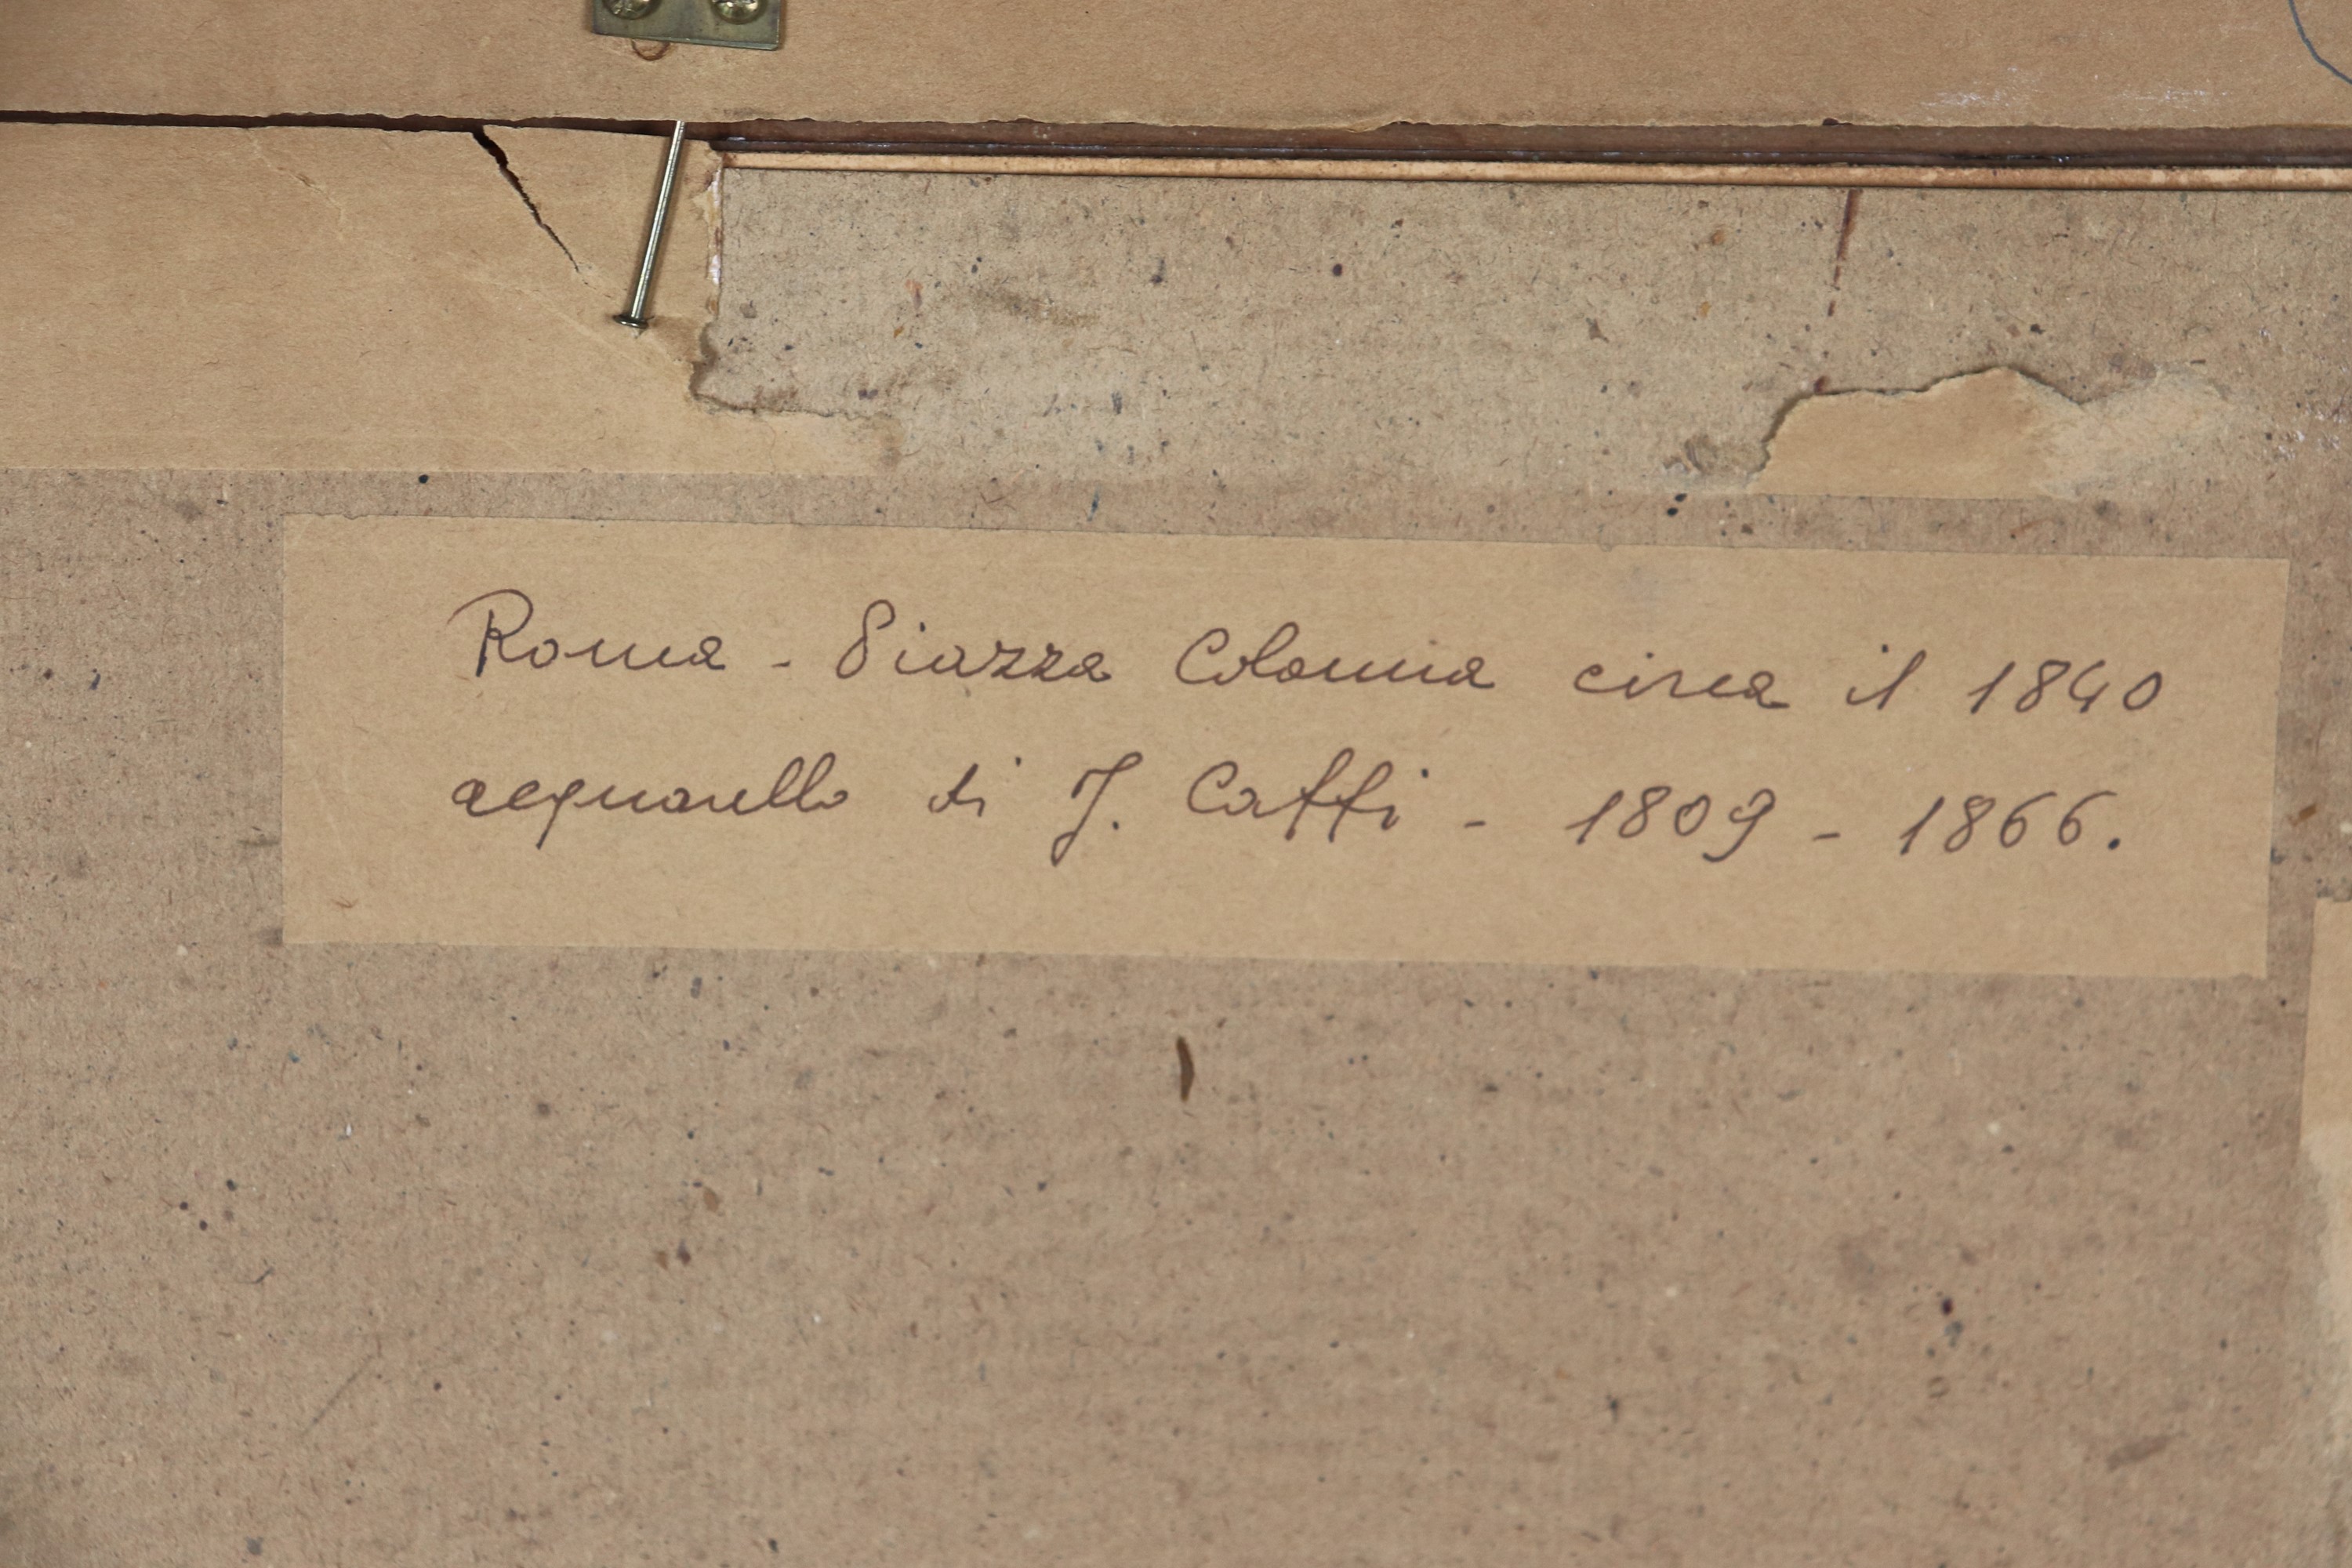 Roma - Piazza Colonna circa il 1840
acquarello di J. Caffi - 1809 - 1866.